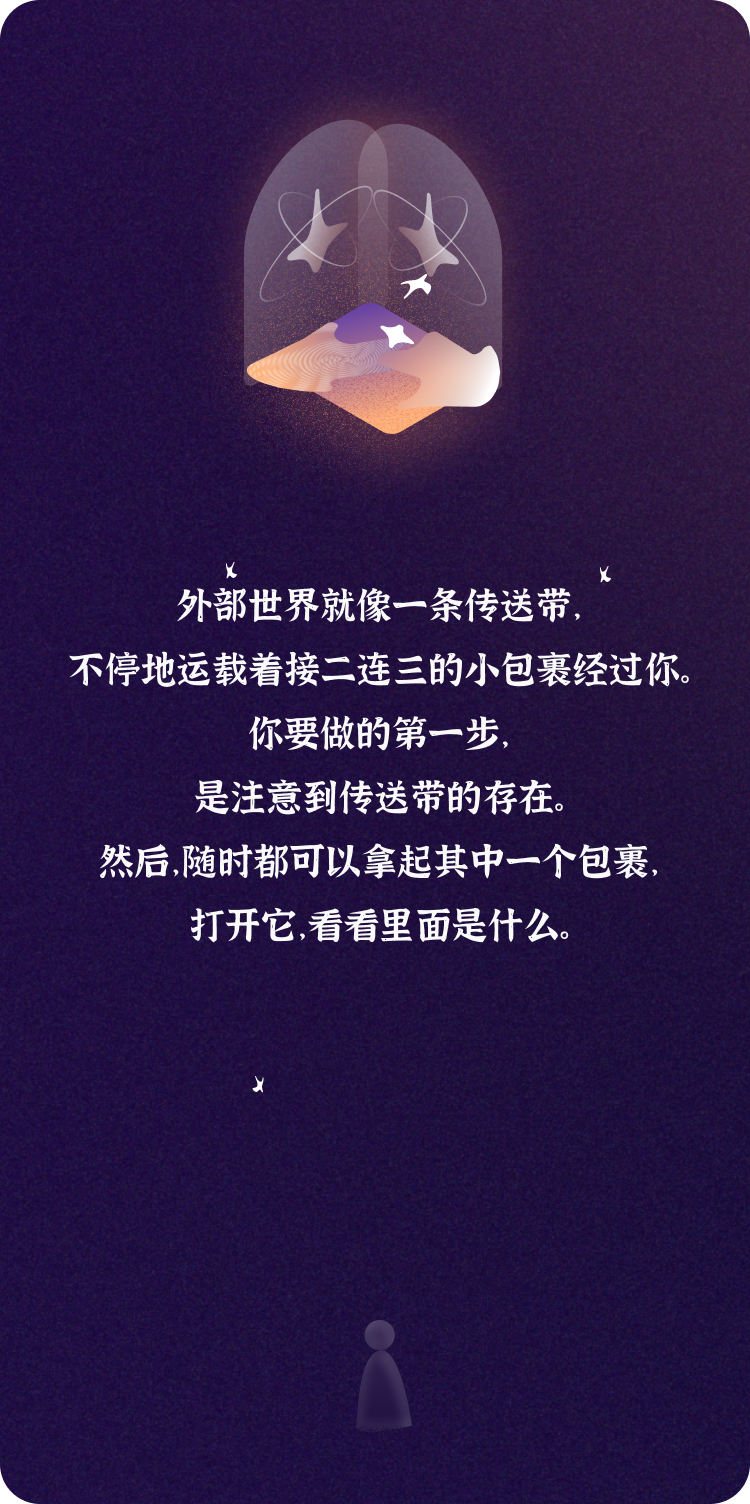 外部世界就像一条传送带,
不停地运载着接二连三的小包裹经过你。
你要做的第一步,
是注意到传送带的存在。
然后,随时都可以拿起其中一个包裹,
打开它,看看里面是什么。